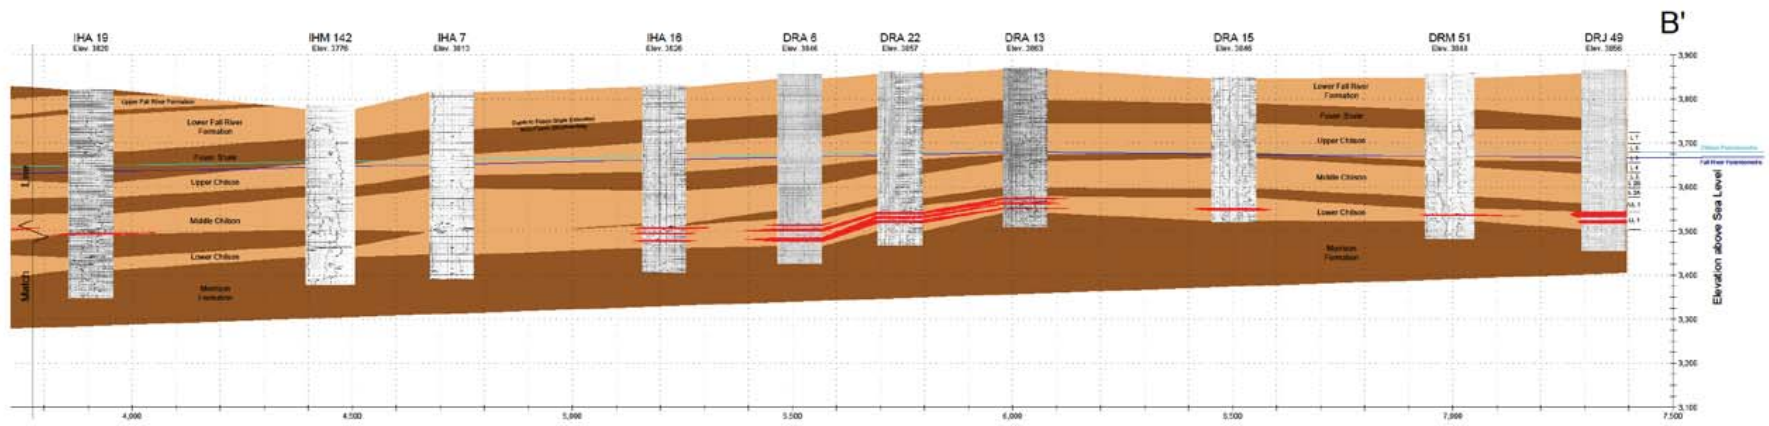 B'
IHA 19
Elev. 3820
IHM 142
Elev. 3776
IHA 7
Elev. 3813
IHA 16
Elev. 3826
DRA 6
Elev. 3846
DRA 22
Elev. 3857
DRA 13
Elev. 3863
DRA 15
Elev. 3846
DRM 51
Elev. 3848
DRJ 49
Elev. 3856
Upper Fall River Formation
Lower Fall River
Formation
Fuson Shale
Upper Chilson
Middle Chilson
Lower Chilson
Morrison
Formation
Lower Fall River
Formation
Fuson Shale
Upper Chilson
Middle Chilson
Lower Chilson
Morrison
Formation
Line
Match
3,900
3,800
3,700
3,600
3,500
3,400
3,300
3,200
3,100
Elevation above Sea Level
Chilson Potentiometric
Fall River Potentiometric
4,000
4,500
5,000
5,500
6,000
6,500
7,000
7,500